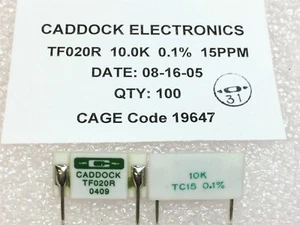 CADDOCK ELECTRONICS
TF020R 10.0K 0.1% 15PPM
DATE: 08-16-05
QTY: 100
31
CAGE Code 19647
CADDOCK
TF020R
0409
10K
TC15 0.1%